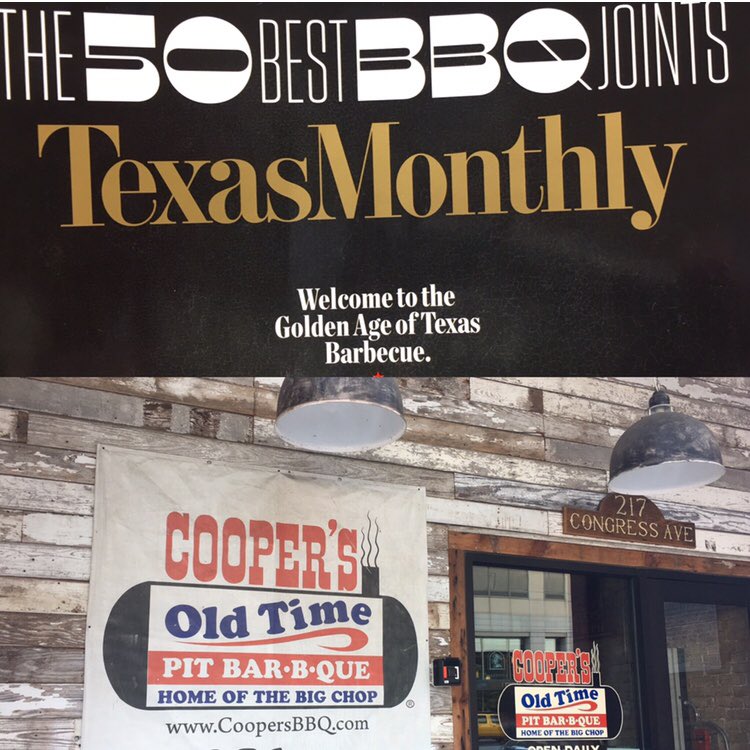 THE 50 BEST BBQ JOINTS
TexasMonthly
Welcome to the
Golden Age of Texas
Barbecue.
217
CONGRESS AVE
COOPER'S
Old Time
PIT BAR·B·QUE
HOME OF THE BIG CHOP
®
www.CoopersBBQ.com
COOPER'S
Old Time
PIT BAR·B·QUE
HOME OF THE BIG CHOP
OPEN DAILY